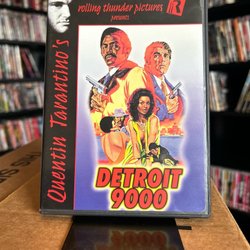 Quentin Tarantino's
rolling thunder pictures
presents
DETROIT
9000